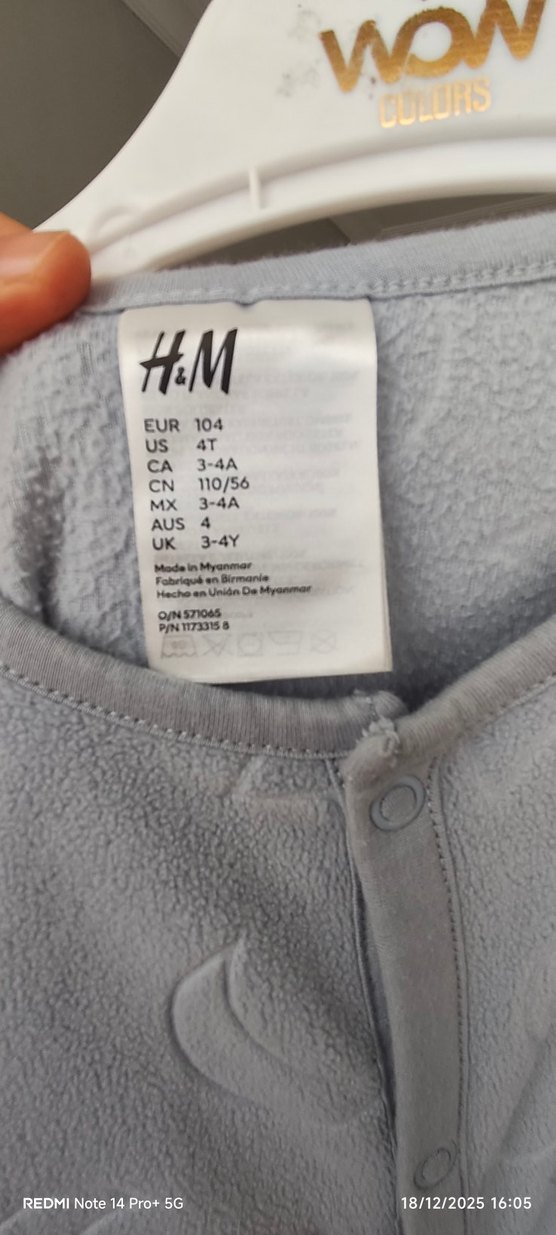 WOW
COLORS
H&M
EUR 104
US 4T
CA 3-4A
CN 110/56
MX 3-4A
AUS 4
UK 3-4Y
Made in Myanmar
Fabriqué en Birmanie
Hecho en Unión De Myanmar
O/N 571065
P/N 1173315 8
REDMI Note 14 Pro+ 5G
18/12/2025 16:05